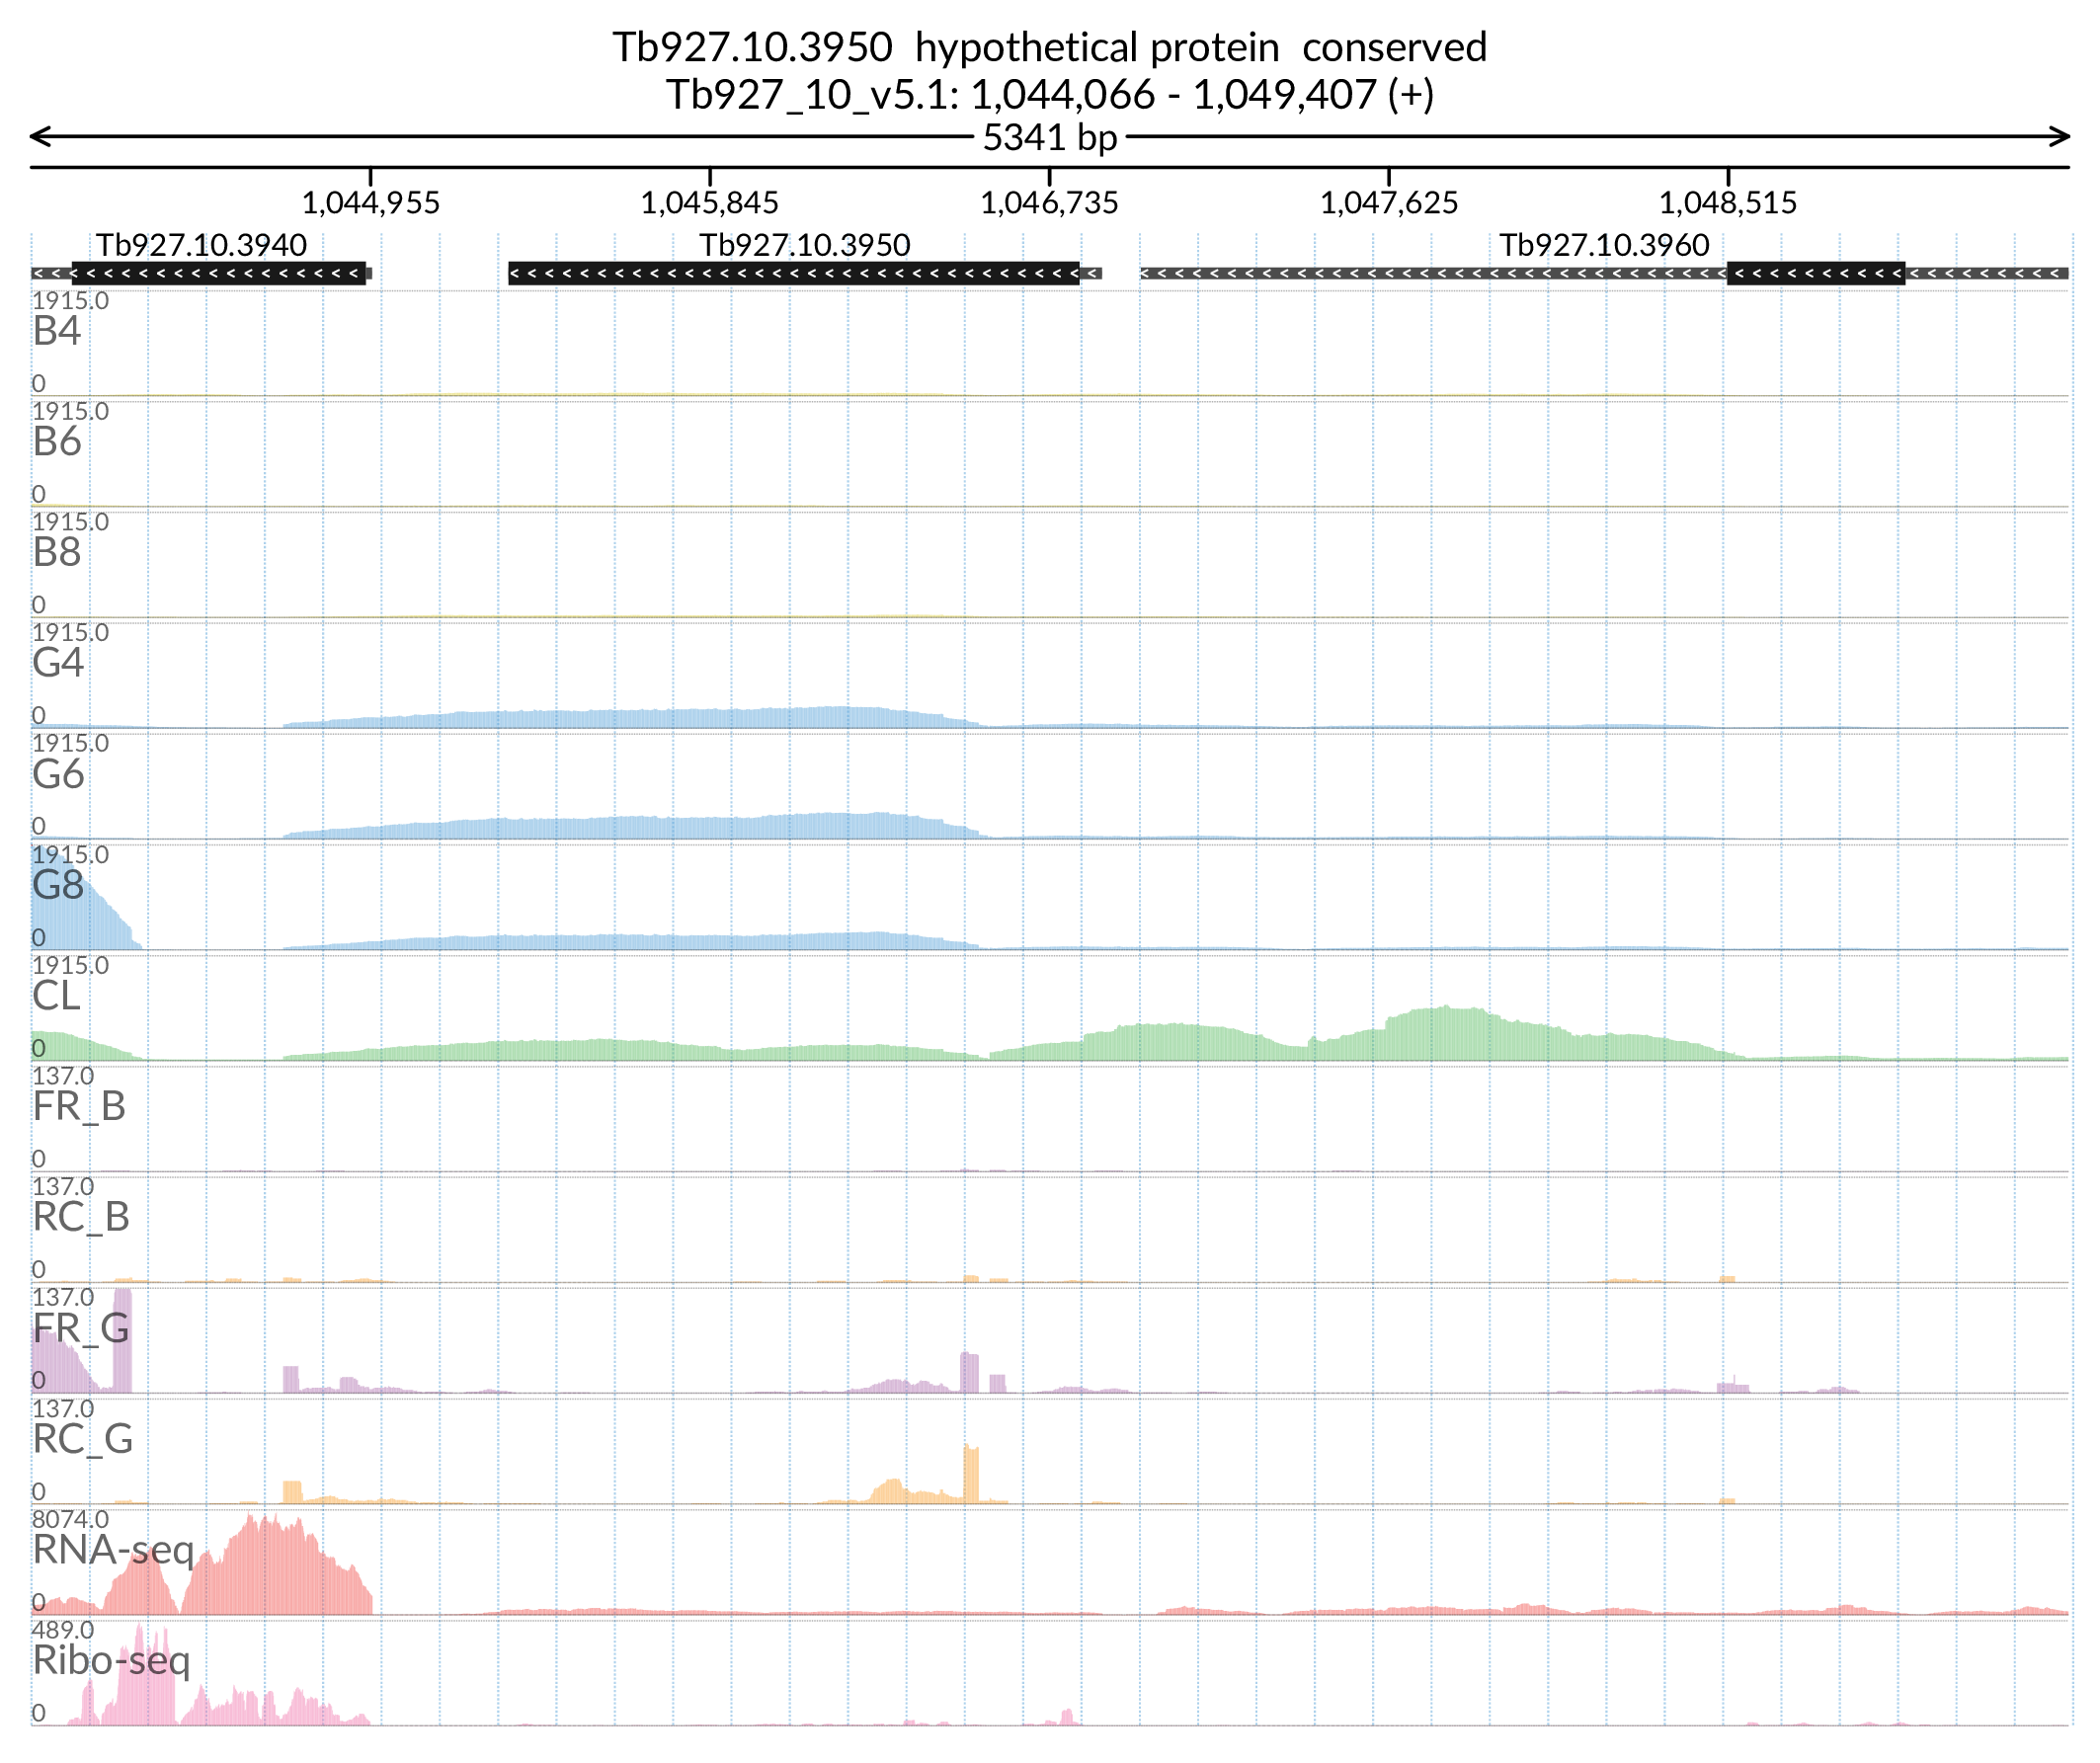 Tb927.10.3950  hypothetical protein  conserved
Tb927_10_v5.1: 1,044,066 - 1,049,407 (+)
5341 bp
1,044,955 1,045,845 1,046,735 1,047,625 1,048,515
Tb927.10.3940 Tb927.10.3950 Tb927.10.3960
1915.0
B4
0
1915.0
B6
0
1915.0
B8
0
1915.0
G4
0
1915.0
G6
0
1915.0
G8
0
1915.0
CL
0
137.0
FR_B
0
137.0
RC_B
0
137.0
FR_G
0
137.0
RC_G
0
8074.0
RNA-seq
0
489.0
Ribo-seq
0